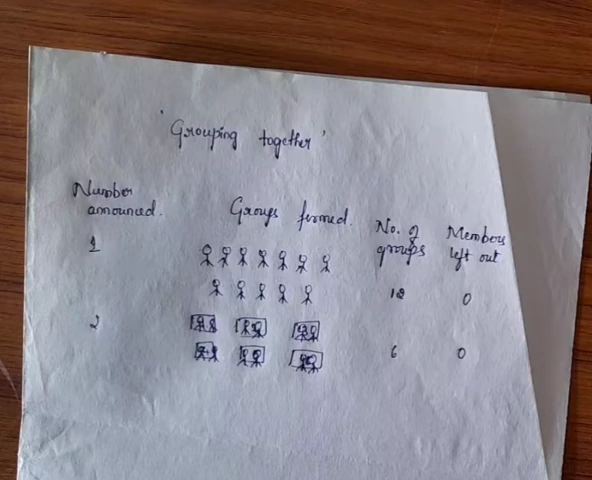 'Grouping together'
Number announced. Groups formed. No. of groups Members left out
1 12 0
2 6 0